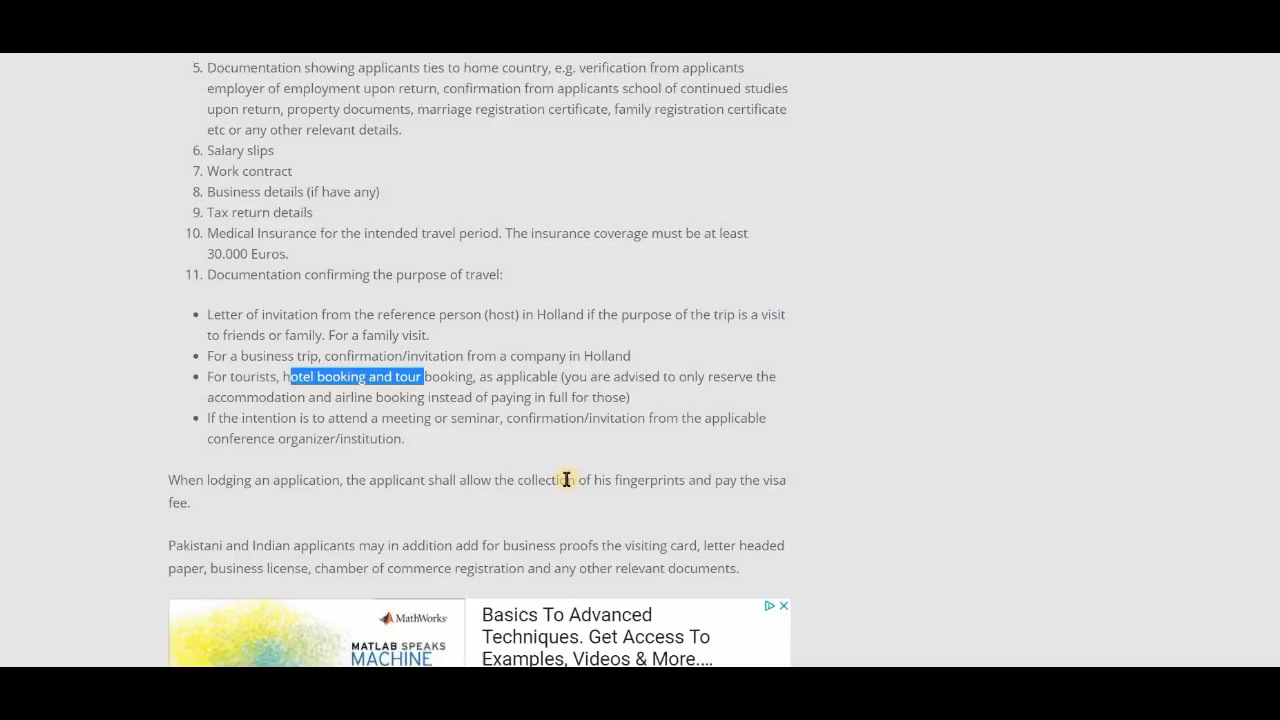 5. Documentation showing applicants ties to home country, e.g. verification from applicants
employer of employment upon return, confirmation from applicants school of continued studies
upon return, property documents, marriage registration certificate, family registration certificate
etc or any other relevant details.
6. Salary slips
7. Work contract
8. Business details (if have any)
9. Tax return details
10. Medical Insurance for the intended travel period. The insurance coverage must be at least
30.000 Euros.
11. Documentation confirming the purpose of travel:
• Letter of invitation from the reference person (host) in Holland if the purpose of the trip is a visit
to friends or family. For a family visit.
• For a business trip, confirmation/invitation from a company in Holland
• For tourists, hotel booking and tour booking, as applicable (you are advised to only reserve the
accommodation and airline booking instead of paying in full for those)
• If the intention is to attend a meeting or seminar, confirmation/invitation from the applicable
conference organizer/institution.
When lodging an application, the applicant shall allow the collection of his fingerprints and pay the visa
fee.
Pakistani and Indian applicants may in addition add for business proofs the visiting card, letter headed
paper, business license, chamber of commerce registration and any other relevant documents.
MathWorks
MATLAB SPEAKS
MACHINE
Basics To Advanced
Techniques. Get Access To
Examples, Videos & More....